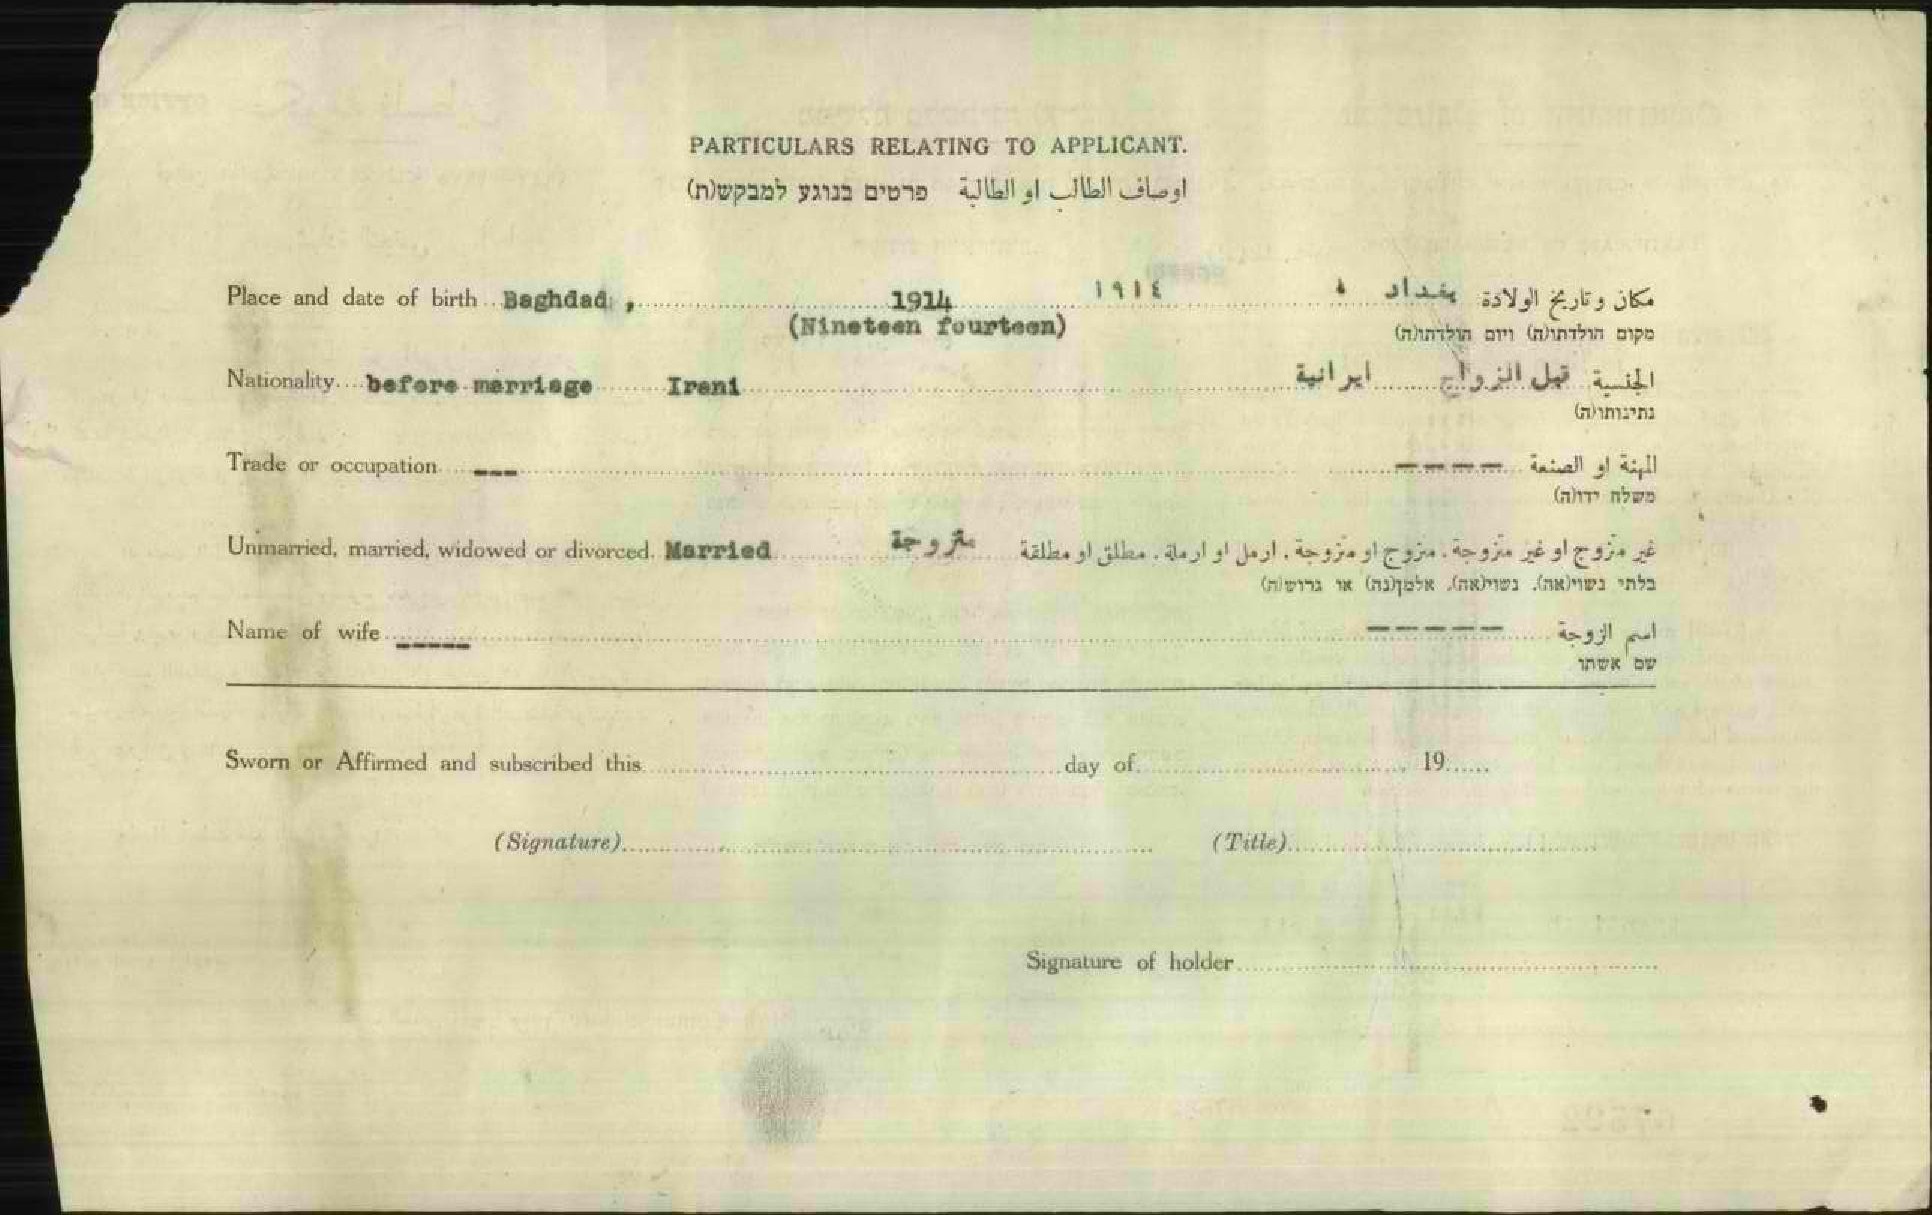 PARTICULARS RELATING TO APPLICANT.
اوصاف الطالب او الطالبة פרטים בנוגע למבקש(ת)
Place and date of birth Baghdad, 1914 ١٩١٤ بغداد مكان وتاريخ الولادة
(Nineteen fourteen) מקום הולדתו(ה) ויום הולדתו(ה)
Nationality before marriage Irani ايرانية قبل الزواج الجنسية
נתינותו(ה)
Trade or occupation --- ---- المهنة او الصنعة
משלח ידו(ה)
Unmarried, married, widowed or divorced. Married متزوجة غير متزوج او غير متزوجة. متزوج او متزوجة. ارمل او ارملة. مطلق او مطلقة
בלתי נשוי(אה). נשוי(אה). אלמן(נה) או גרוש(ה)
Name of wife ----- ----- اسم الزوجة
שם אשתו
Sworn or Affirmed and subscribed this day of 19
(Signature) (Title)
Signature of holder